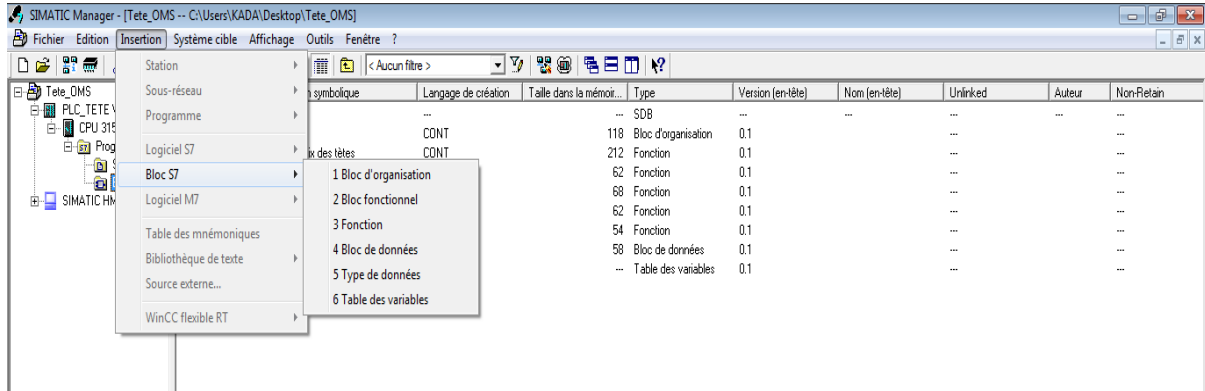 SIMATIC Manager - [Tete_OMS -- C:\Users\KADA\Desktop\Tete_OMS]
Fichier Edition Insertion Système cible Affichage Outils Fenêtre ?
< Aucun filtre >
Tete_OMS
PLC_TETE
CPU 315
Prog
SIMATIC HM
Station
Sous-réseau
Programme
Logiciel S7
Bloc S7
Logiciel M7
Table des mnémoniques
Bibliothèque de texte
Source externe...
WinCC flexible RT
1 Bloc d'organisation
2 Bloc fonctionnel
3 Fonction
4 Bloc de données
5 Type de données
6 Table des variables
symbolique Langage de création Taille dans la mémoir... Type Version (en-tête) Nom (en-tête) Unlinked Auteur Non-Retain
--- --- SDB --- --- --- --- ---
CONT 118 Bloc d'organisation 0.1 --- ---
des têtes CONT 212 Fonction 0.1 --- ---
62 Fonction 0.1 --- ---
68 Fonction 0.1 --- ---
62 Fonction 0.1 --- ---
54 Fonction 0.1 --- ---
58 Bloc de données 0.1 --- ---
--- Table des variables 0.1 --- ---